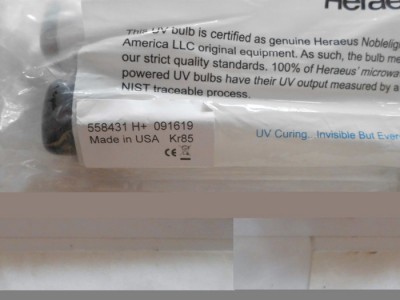 This UV bulb is certified as genuine Heraeus Noblelig
America LLC original equipment. As such, the bulb me
our strict quality standards. 100% of Heraeus' microwa
powered UV bulbs have their UV output measured by a
NIST traceable process.
558431 H+ 091619
Made in USA Kr85
CE
UV Curing...Invisible But Ever